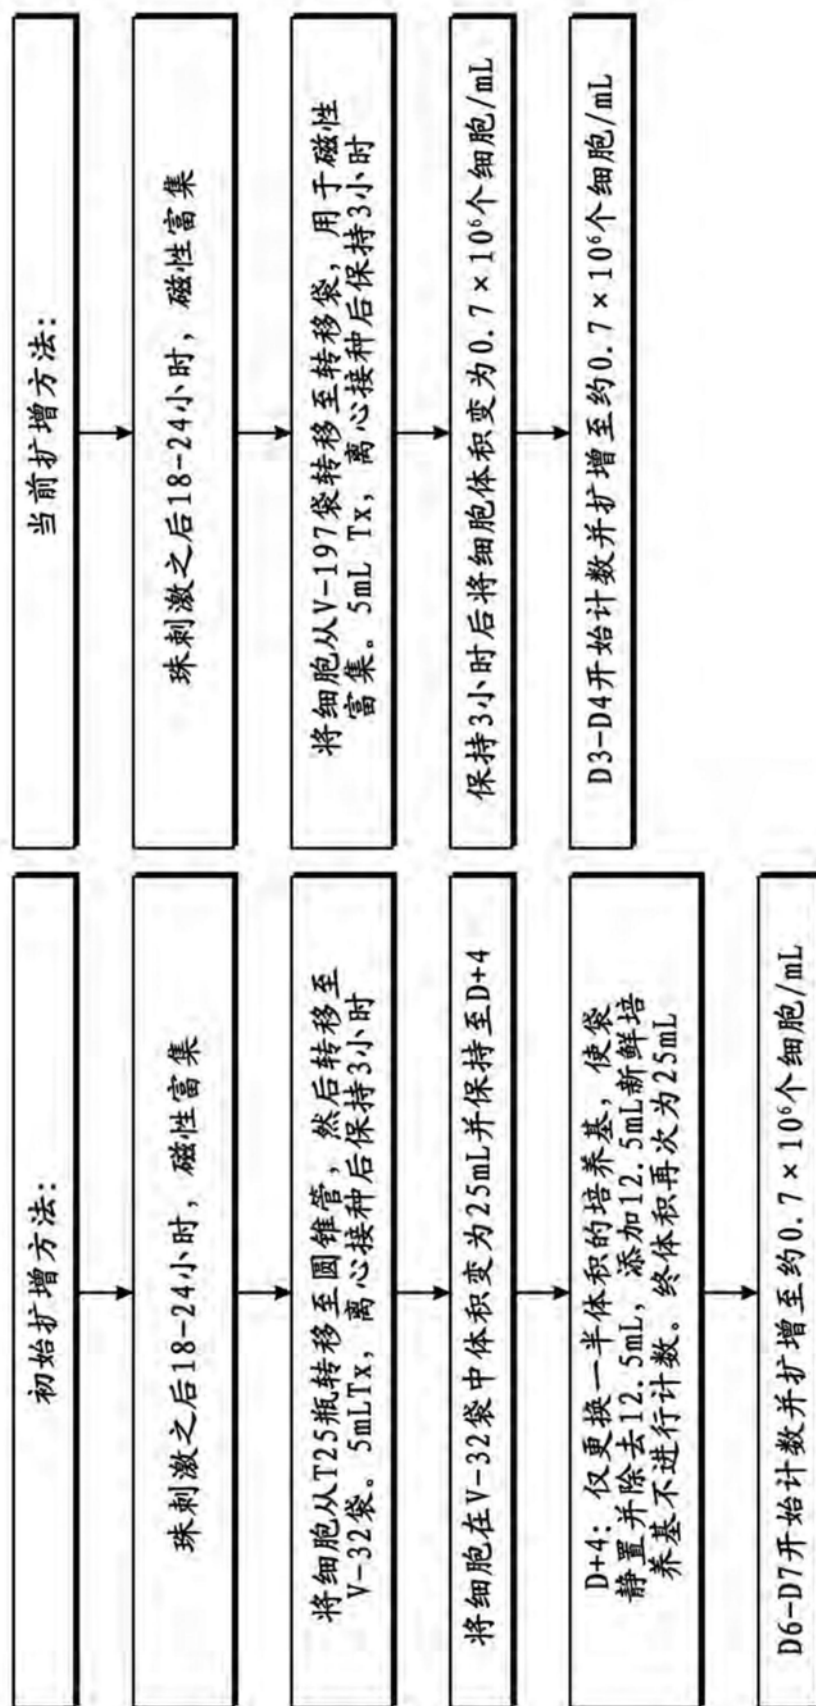 初始扩增方法:
珠刺激之后18-24小时，磁性富集
将细胞从T25瓶转移至圆锥管，然后转移至
V-32袋。5mLTx，离心接种后保持3小时
将细胞在V-32袋中体积变为25mL并保持至D+4
D+4: 仅更换一半体积的培养基，使袋
静置并除去12.5mL，添加12.5mL新鲜培
养基不进行计数。终体积再次为25mL
D6-D7开始计数并扩增至约0.7×10⁶个细胞/mL
当前扩增方法:
珠刺激之后18-24小时，磁性富集
将细胞从V-197袋转移至转移袋，用于磁性
富集。5mL Tx，离心接种后保持3小时
保持3小时后将细胞体积变为0.7×10⁶个细胞/mL
D3-D4开始计数并扩增至约0.7×10⁶个细胞/mL